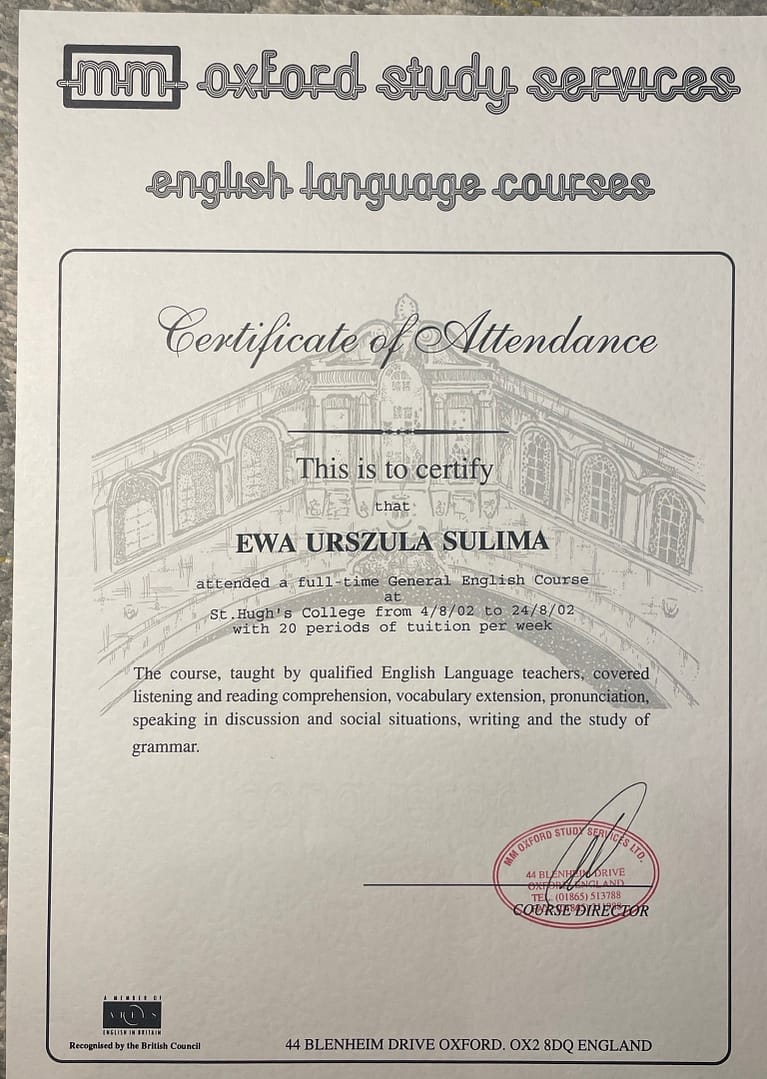 mm oxford study services
english language courses
Certificate of Attendance
This is to certify
that
EWA URSZULA SULIMA
attended a full-time General English Course
at
St.Hugh's College from 4/8/02 to 24/8/02
with 20 periods of tuition per week
The course, taught by qualified English Language teachers, covered
listening and reading comprehension, vocabulary extension, pronunciation,
speaking in discussion and social situations, writing and the study of
grammar.
MM OXFORD STUDY SERVICES LTD.
44 BLENHEIM DRIVE
OXFORD ENGLAND
TEL. (01865) 513788
COURSE DIRECTOR
A MEMBER OF
ARELS
ENGLISH IN BRITAIN
Recognised by the British Council
44 BLENHEIM DRIVE OXFORD. OX2 8DQ ENGLAND